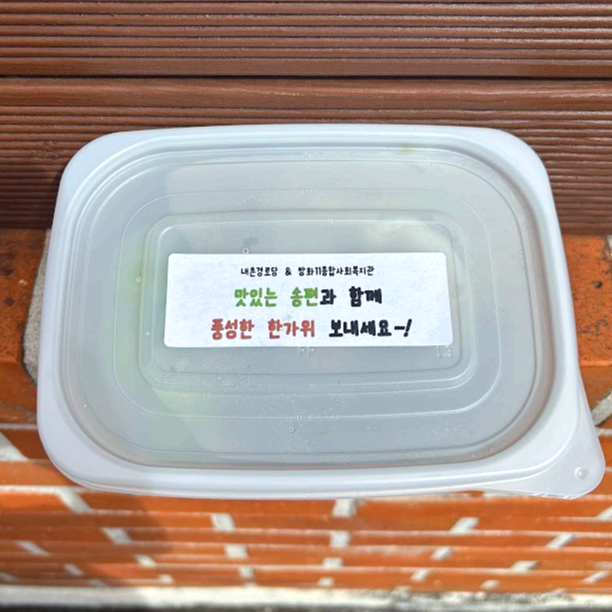 내촌경로당 & 방화11종합사회복지관
맛있는 송편과 함께
풍성한 한가위 보내세요~!